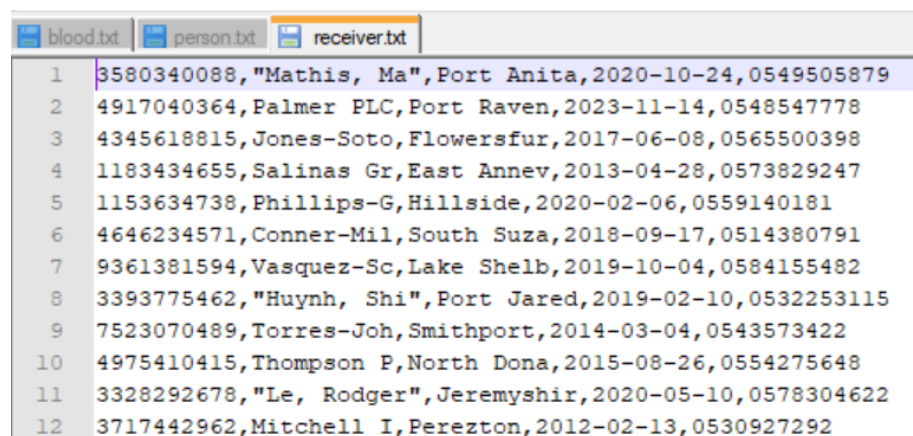 blood.txt person.txt receiver.txt
1 3580340088,"Mathis, Ma",Port Anita,2020-10-24,0549505879
2 4917040364,Palmer PLC,Port Raven,2023-11-14,0548547778
3 4345618815,Jones-Soto,Flowersfur,2017-06-08,0565500398
4 1183434655,Salinas Gr,East Annev,2013-04-28,0573829247
5 1153634738,Phillips-G,Hillside,2020-02-06,0559140181
6 4646234571,Conner-Mil,South Suza,2018-09-17,0514380791
7 9361381594,Vasquez-Sc,Lake Shelb,2019-10-04,0584155482
8 3393775462,"Huynh, Shi",Port Jared,2019-02-10,0532253115
9 7523070489,Torres-Joh,Smithport,2014-03-04,0543573422
10 4975410415,Thompson P,North Dona,2015-08-26,0554275648
11 3328292678,"Le, Rodger",Jeremyshir,2020-05-10,0578304622
12 3717442962,Mitchell I,Perezton,2012-02-13,0530927292